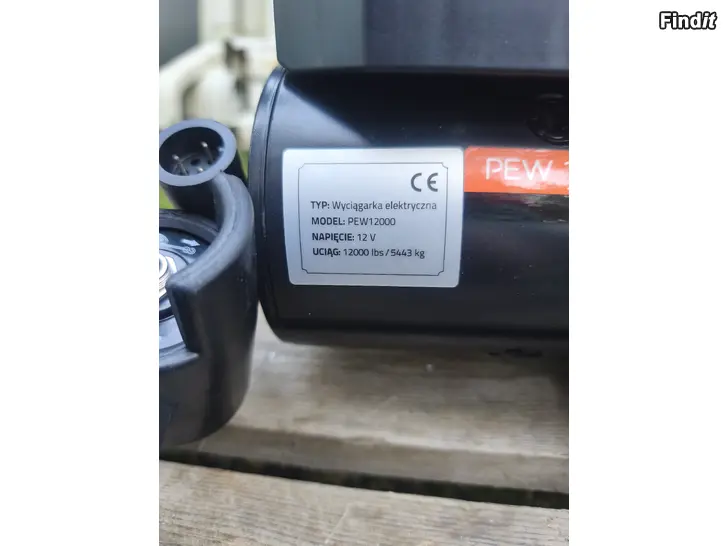 Findit
CE
PEW
TYP: Wyciągarka elektryczna
MODEL: PEW12000
NAPIĘCIE: 12 V
UCIĄG: 12000 lbs / 5443 kg